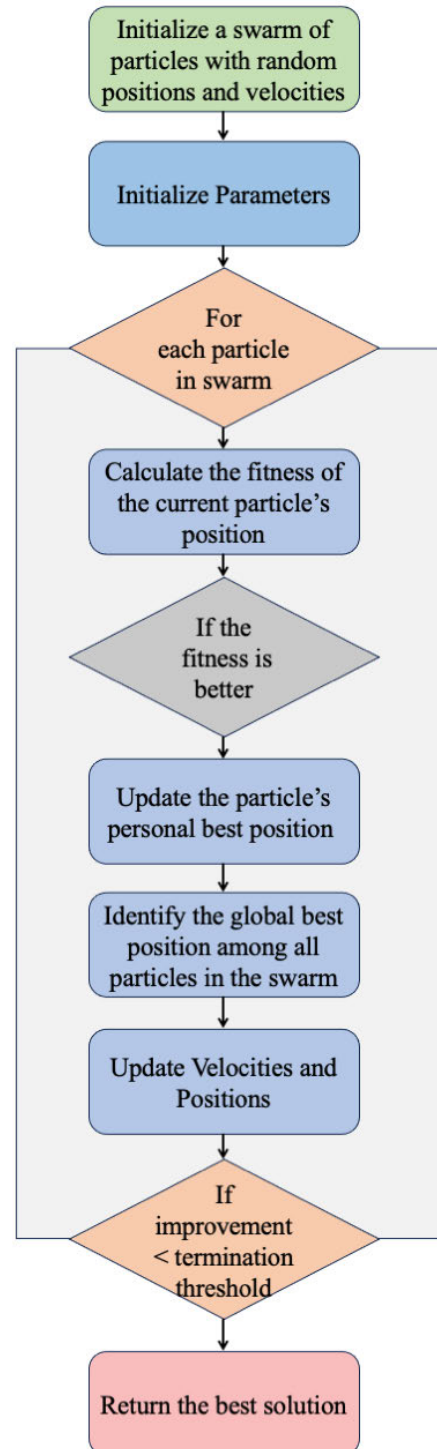 Initialize a swarm of
particles with random
positions and velocities
Initialize Parameters
For
each particle
in swarm
Calculate the fitness of
the current particle's
position
If the
fitness is
better
Update the particle's
personal best position
Identify the global best
position among all
particles in the swarm
Update Velocities and
Positions
If
improvement
< termination
threshold
Return the best solution